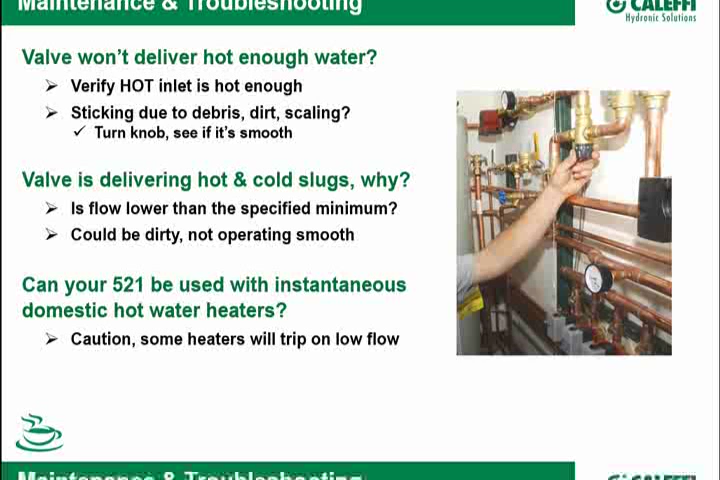 Maintenance & Troubleshooting
CALEFFI
Hydronic Solutions
Valve won't deliver hot enough water?
➢ Verify HOT inlet is hot enough
➢ Sticking due to debris, dirt, scaling?
✓ Turn knob, see if it's smooth
Valve is delivering hot & cold slugs, why?
➢ Is flow lower than the specified minimum?
➢ Could be dirty, not operating smooth
Can your 521 be used with instantaneous
domestic hot water heaters?
➢ Caution, some heaters will trip on low flow
Maintenance & Troubleshooting
CALEFFI